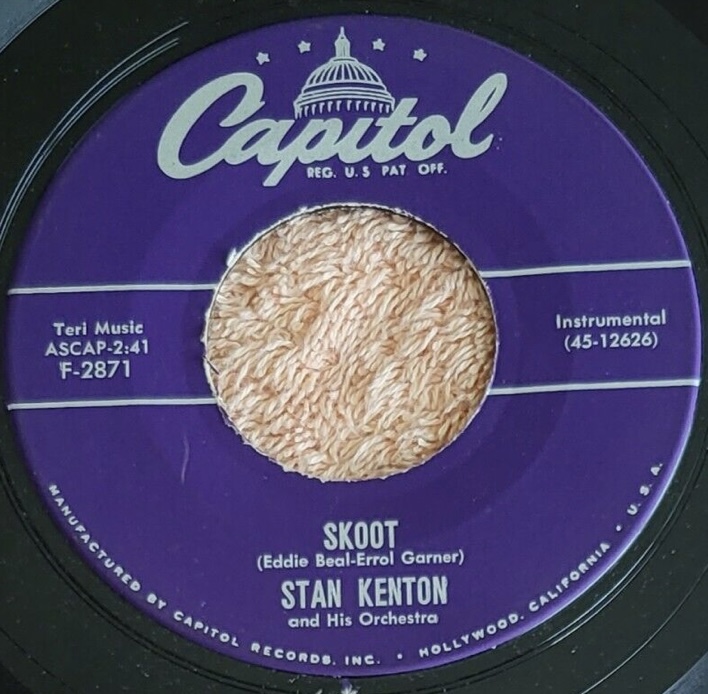 Capitol
REG. U.S PAT OFF.
Teri Music
ASCAP-2:41
F-2871
Instrumental
(45-12626)
SKOOT
(Eddie Beal-Errol Garner)
STAN KENTON
and His Orchestra
MANUFACTURED BY CAPITOL RECORDS, INC. • HOLLYWOOD, CALIFORNIA • U. S. A.